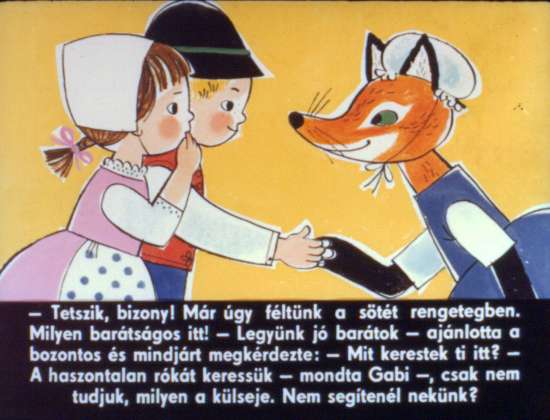 — Tetszik, bizony! Már úgy féltünk a sötét rengetegben.
Milyen barátságos itt! — Legyünk jó barátok — ajánlotta a
bozontos és mindjárt megkérdezte: — Mit kerestek ti itt? —
A haszontalan rókát keressük — mondta Gabi —, csak nem
tudjuk, milyen a külseje. Nem segitenél nekünk?